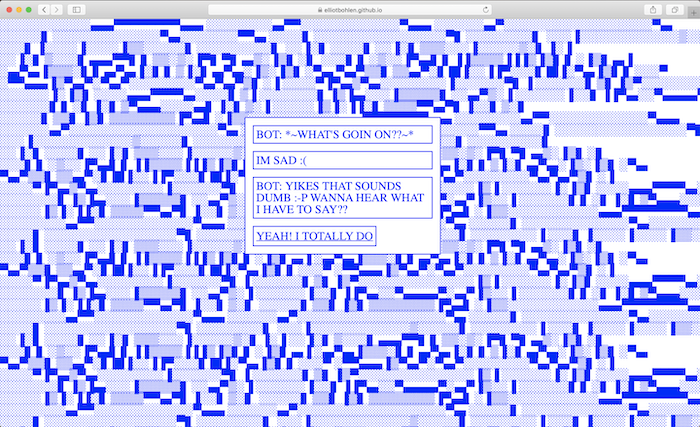 elliotbohlen.github.io
BOT: *~WHAT'S GOIN ON??~*
IM SAD :(
BOT: YIKES THAT SOUNDS
DUMB :-P WANNA HEAR WHAT
I HAVE TO SAY??
YEAH! I TOTALLY DO